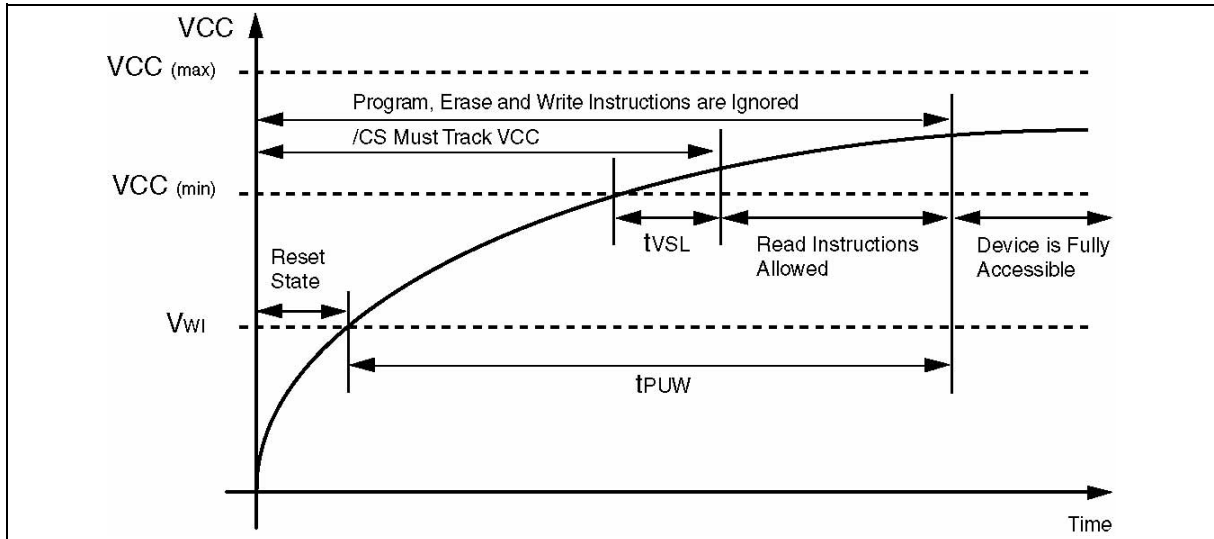 VCC
VCC (max)
Program, Erase and Write Instructions are Ignored
/CS Must Track VCC
VCC (min)
tVSL
Read Instructions
Allowed
Device is Fully
Accessible
Reset
State
VWI
tPUW
Time